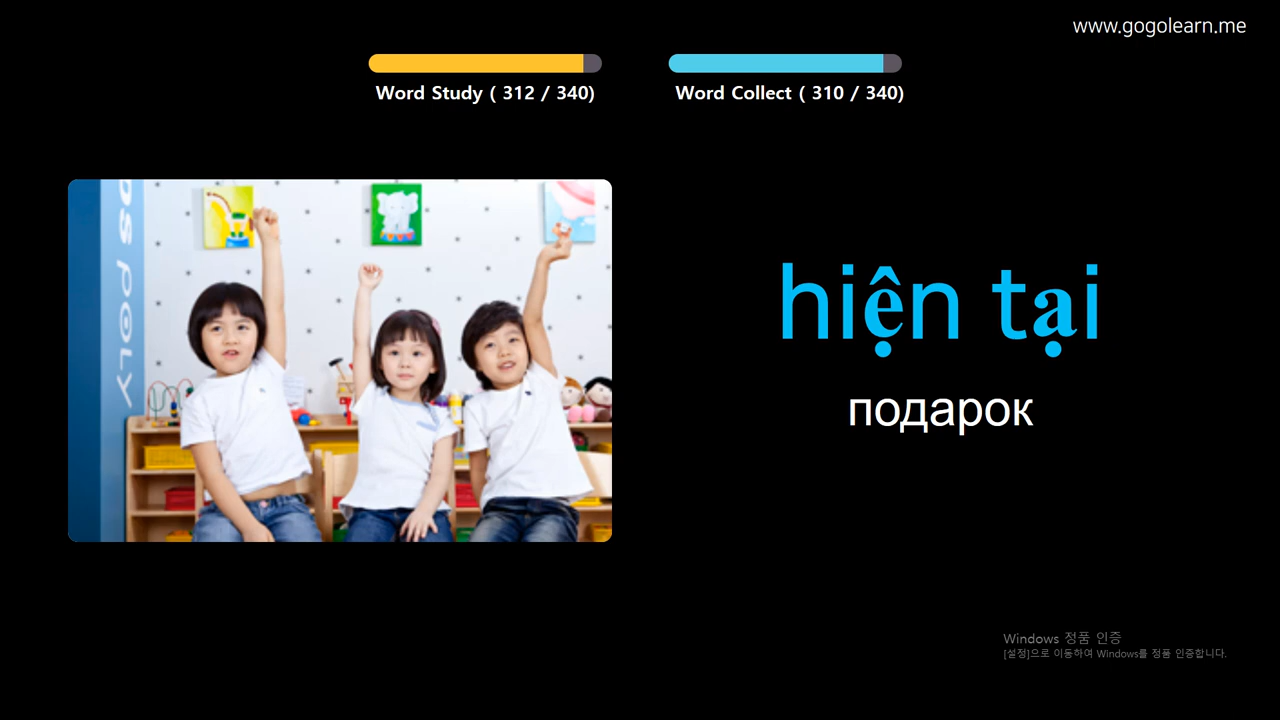 www.gogolearn.me
Word Study ( 312 / 340)
Word Collect ( 310 / 340)
DS POLY
hiện tại
подарок
Windows 정품 인증
[설정]으로 이동하여 Windows를 정품 인증합니다.